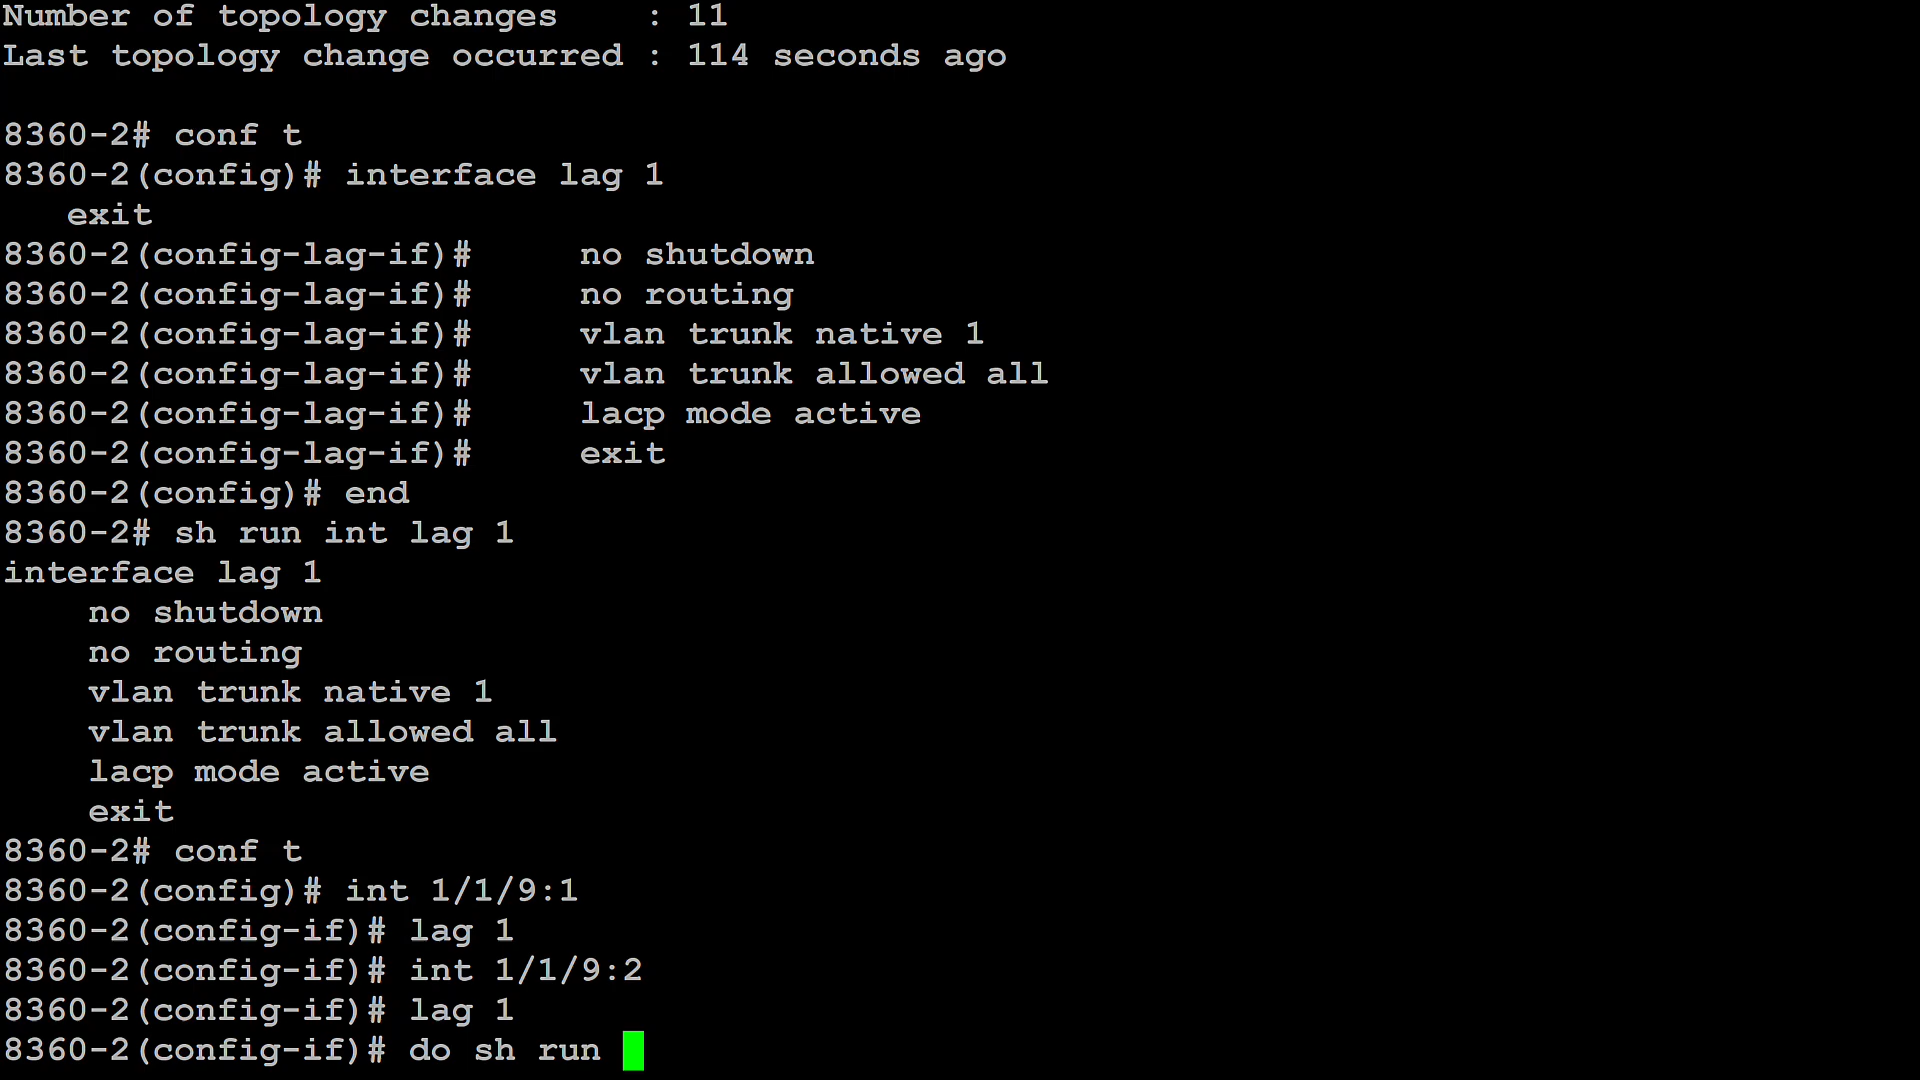 Number of topology changes    : 11
Last topology change occurred : 114 seconds ago
8360-2# conf t
8360-2(config)# interface lag 1
   exit
8360-2(config-lag-if)#     no shutdown
8360-2(config-lag-if)#     no routing
8360-2(config-lag-if)#     vlan trunk native 1
8360-2(config-lag-if)#     vlan trunk allowed all
8360-2(config-lag-if)#     lacp mode active
8360-2(config-lag-if)#     exit
8360-2(config)# end
8360-2# sh run int lag 1
interface lag 1
    no shutdown
    no routing
    vlan trunk native 1
    vlan trunk allowed all
    lacp mode active
    exit
8360-2# conf t
8360-2(config)# int 1/1/9:1
8360-2(config-if)# lag 1
8360-2(config-if)# int 1/1/9:2
8360-2(config-if)# lag 1
8360-2(config-if)# do sh run